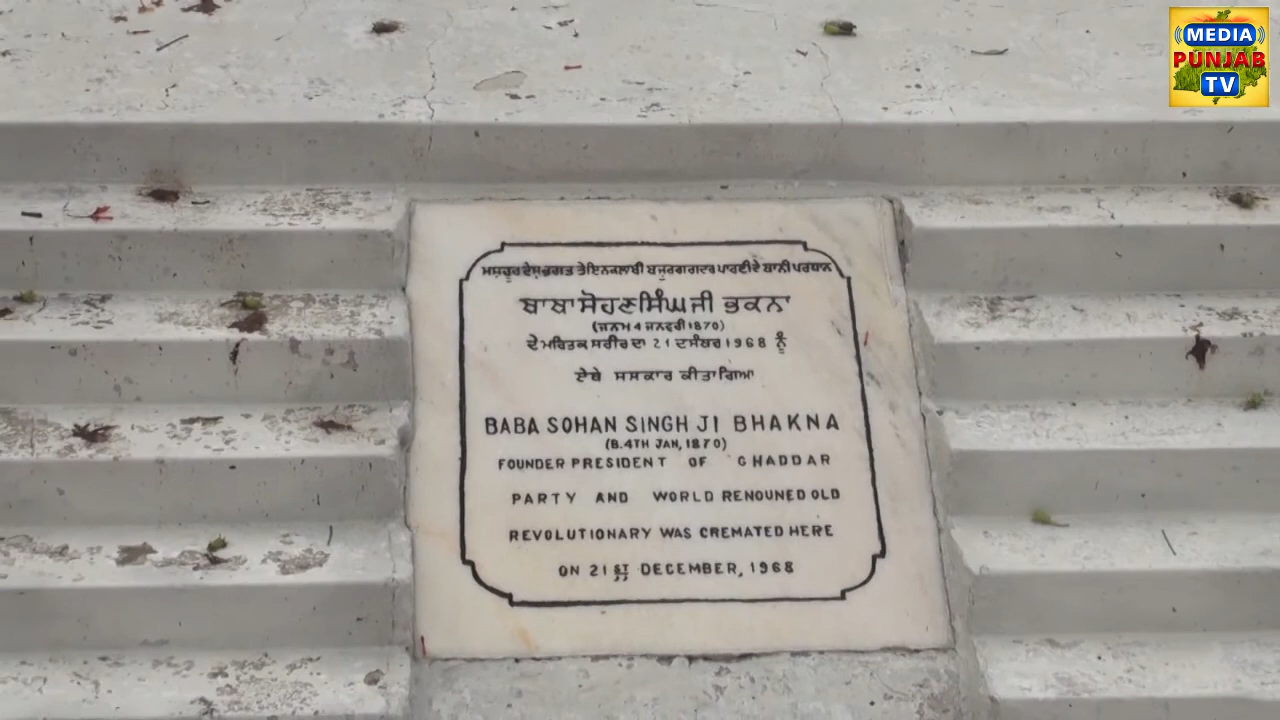 MEDIA
PUNJAB
TV
ਮਸ਼ਹੂਰ ਦੇਸ਼ ਭਗਤ ਤੇ ਇਨਕਲਾਬੀ ਬਜ਼ੁਰਗ ਗਦਰ ਪਾਰਟੀ ਦੇ ਬਾਨੀ ਪਰਧਾਨ
ਬਾਬਾ ਸੋਹਣ ਸਿੰਘ ਜੀ ਭਕਨਾ
(ਜਨਮ 4 ਜਨਵਰੀ 1870)
ਦੇ ਮਰਿਤਕ ਸਰੀਰ ਦਾ 21 ਦਸੰਬਰ 1968 ਨੂੰ
ਏਥੇ ਸਸਕਾਰ ਕੀਤਾ ਗਿਆ
BABA SOHAN SINGH JI BHAKNA
(B.4TH JAN, 1870)
FOUNDER PRESIDENT OF GHADDAR
PARTY AND WORLD RENOUNED OLD
REVOLUTIONARY WAS CREMATED HERE
ON 21ST DECEMBER, 1968